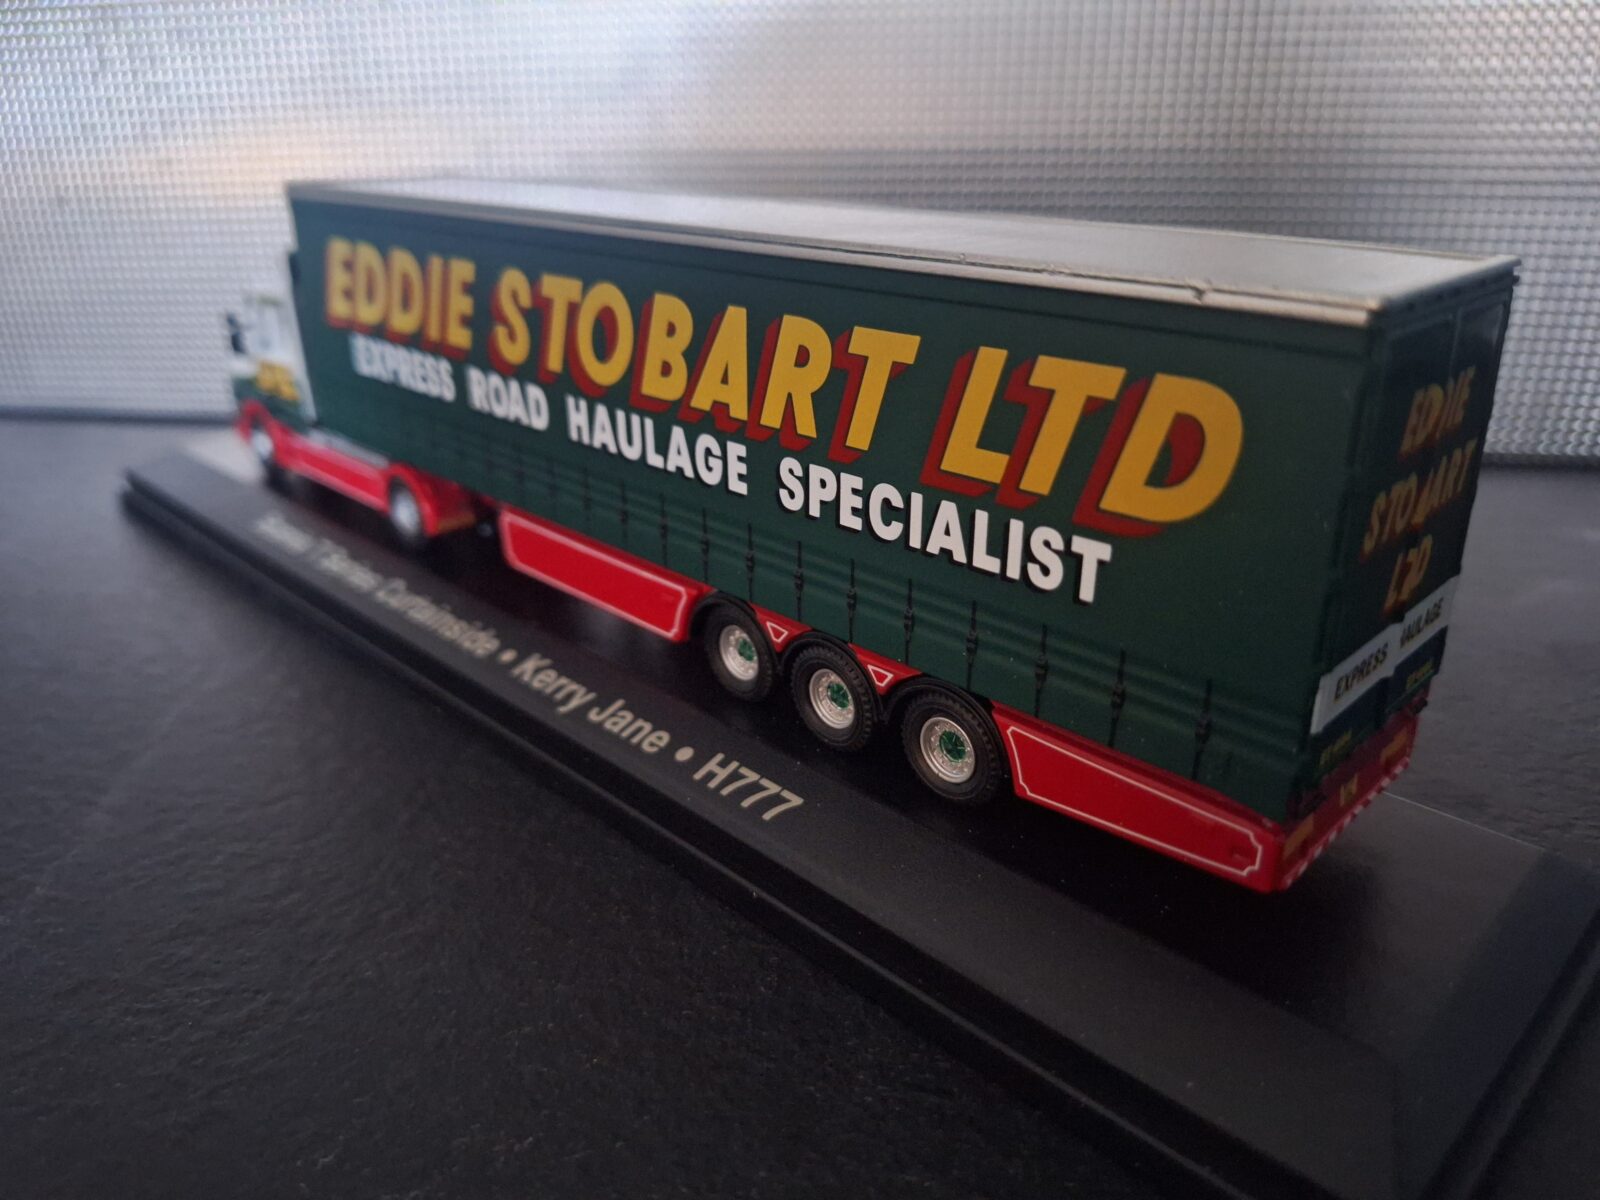 EDDIE STOBART LTD
EXPRESS ROAD HAULAGE SPECIALIST
EDDIE
STOBART
LTD
EXPRESS HAULAGE
Curtainside • Kerry Jane • H777